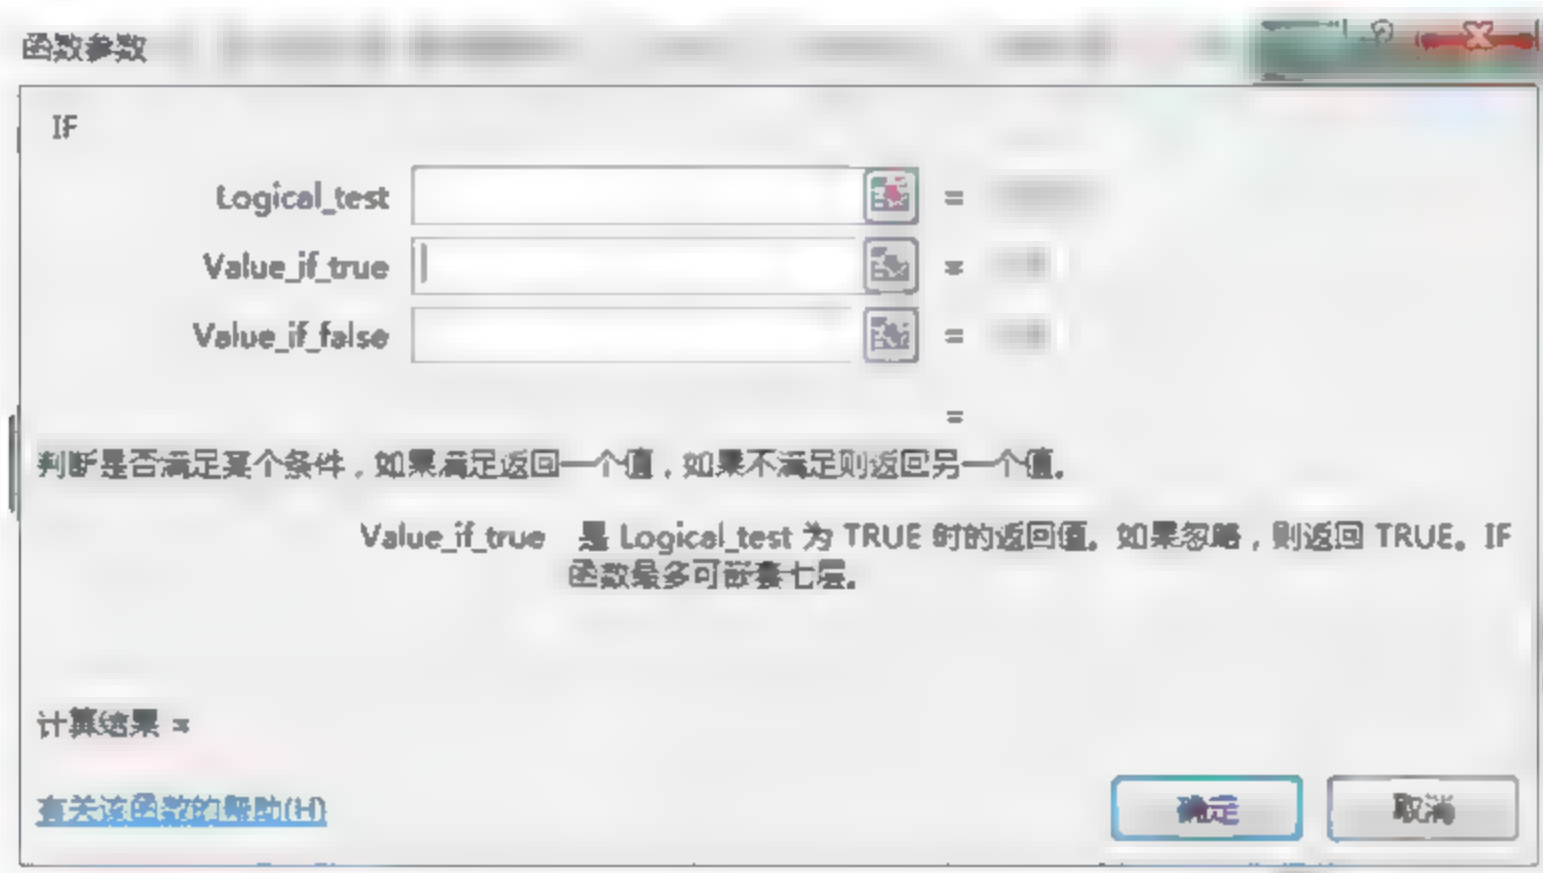 函数参数
IF
Logical_test =
Value_if_true =
Value_if_false =
=
判断是否满足某个条件，如果满足返回一个值，如果不满足则返回另一个值。
Value_if_true 是 Logical_test 为 TRUE 时的返回值。如果忽略，则返回 TRUE。IF
函数最多可嵌套七层。
计算结果 =
有关该函数的帮助(H)
确定 取消